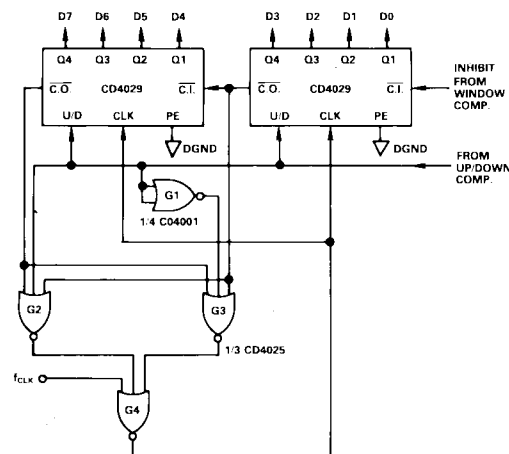 D7 D6 D5 D4 D3 D2 D1 D0
Q4 Q3 Q2 Q1 Q4 Q3 Q2 Q1
C.O. CD4029 C.I. C.O. CD4029 C.I.
U/D CLK PE U/D CLK PE
INHIBIT
FROM
WINDOW
COMP.
DGND DGND
FROM
UP/DOWN
COMP.
G1
1/4 C04001
G2 G3
1/3 CD4025
fCLK
G4